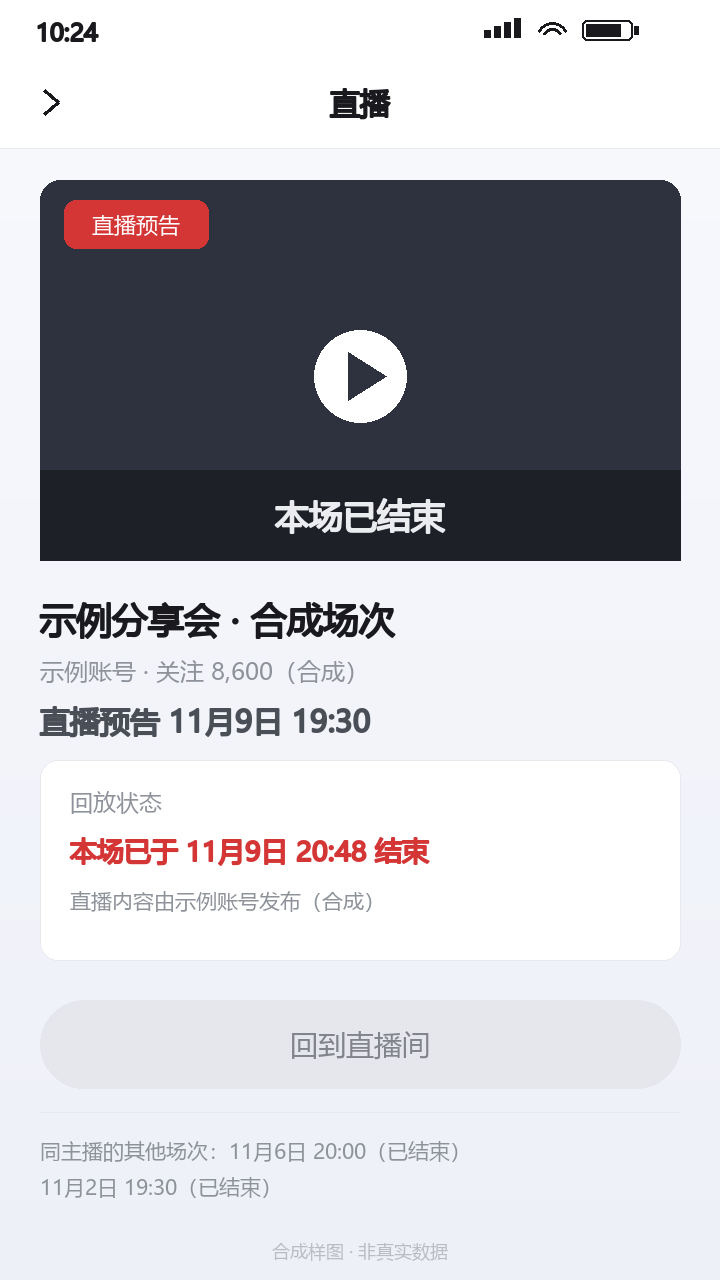 10:24
直播
直播预告
本场已结束
示例分享会 · 合成场次
示例账号 · 关注 8,600（合成）
直播预告 11月9日 19:30
回放状态
本场已于 11月9日 20:48 结束
直播内容由示例账号发布（合成）
回到直播间
同主播的其他场次：11月6日 20:00（已结束）
11月2日 19:30（已结束）
合成样图 · 非真实数据